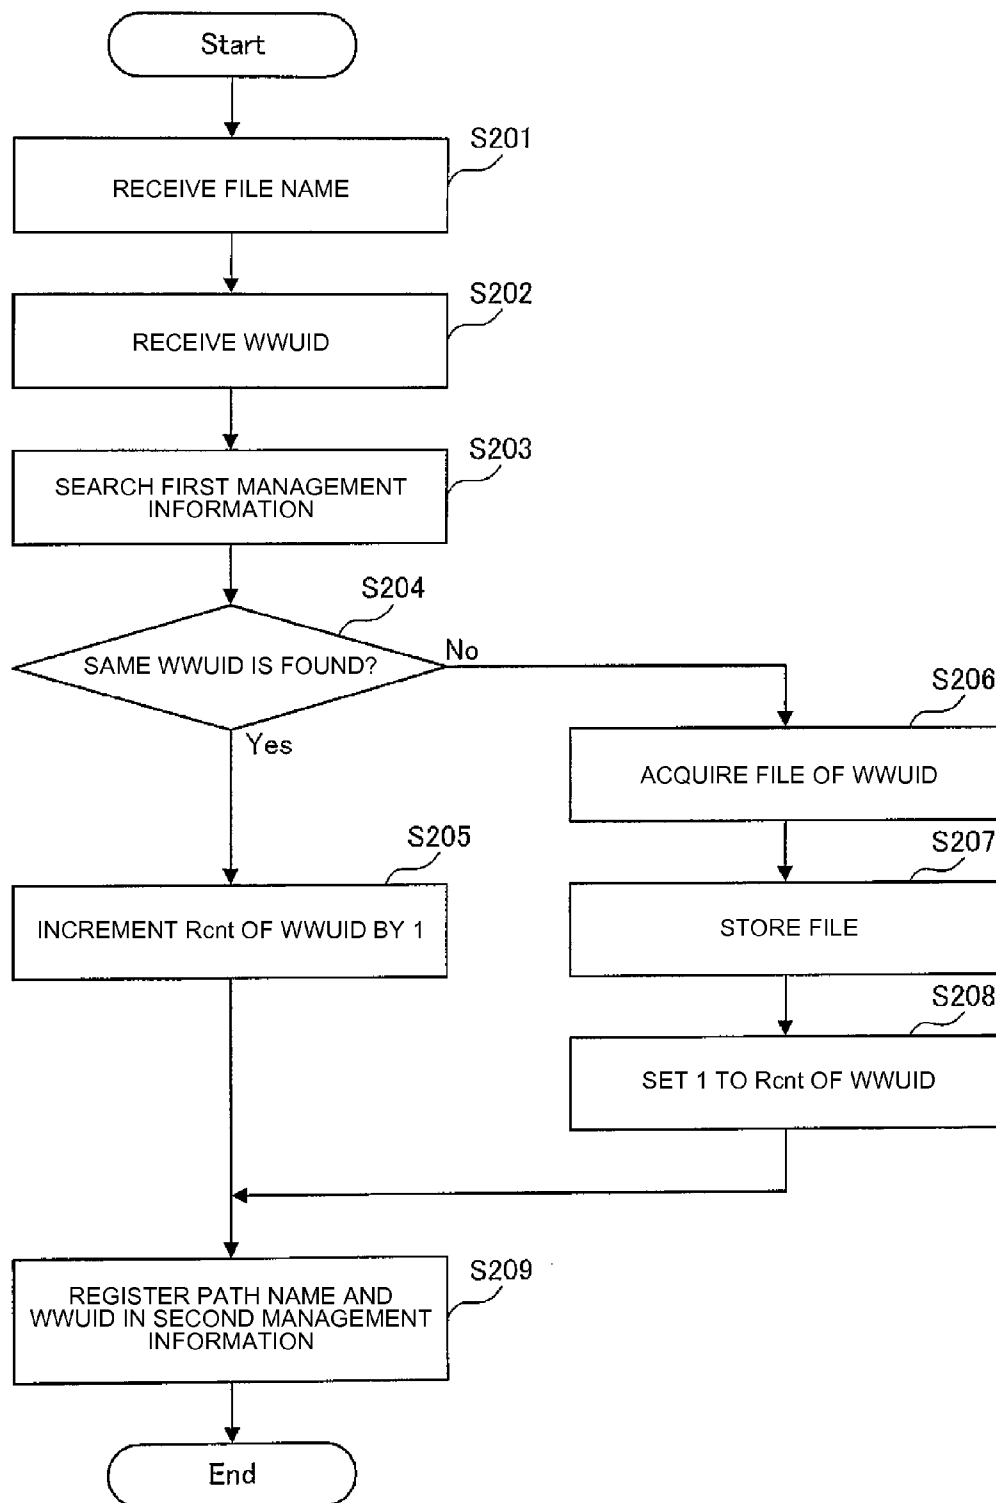 Start
S201
RECEIVE FILE NAME
S202
RECEIVE WWUID
S203
SEARCH FIRST MANAGEMENT
INFORMATION
S204
SAME WWUID IS FOUND?
No
Yes
S206
ACQUIRE FILE OF WWUID
S205
INCREMENT Rcnt OF WWUID BY 1
S207
STORE FILE
S208
SET 1 TO Rcnt OF WWUID
S209
REGISTER PATH NAME AND
WWUID IN SECOND MANAGEMENT
INFORMATION
End